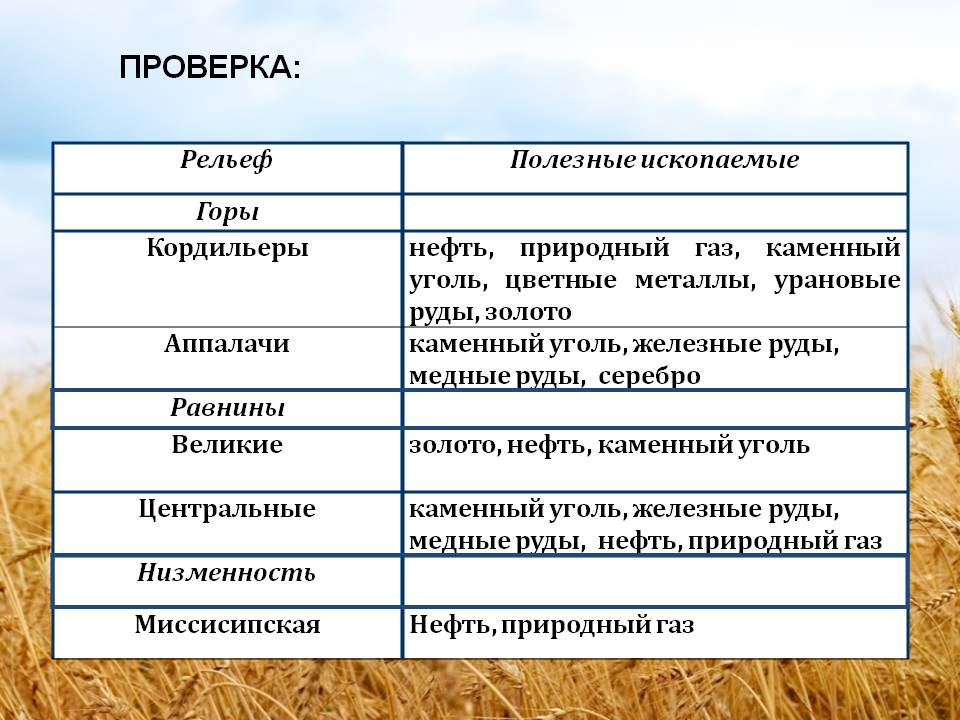 ПРОВЕРКА:
Рельеф
Полезные ископаемые
Горы
Кордильеры
нефть, природный газ, каменный
уголь, цветные металлы, урановые
руды, золото
Аппалачи
каменный уголь, железные руды,
медные руды, серебро
Равнины
Великие
золото, нефть, каменный уголь
Центральные
каменный уголь, железные руды,
медные руды, нефть, природный газ
Низменность
Миссисипская
Нефть, природный газ